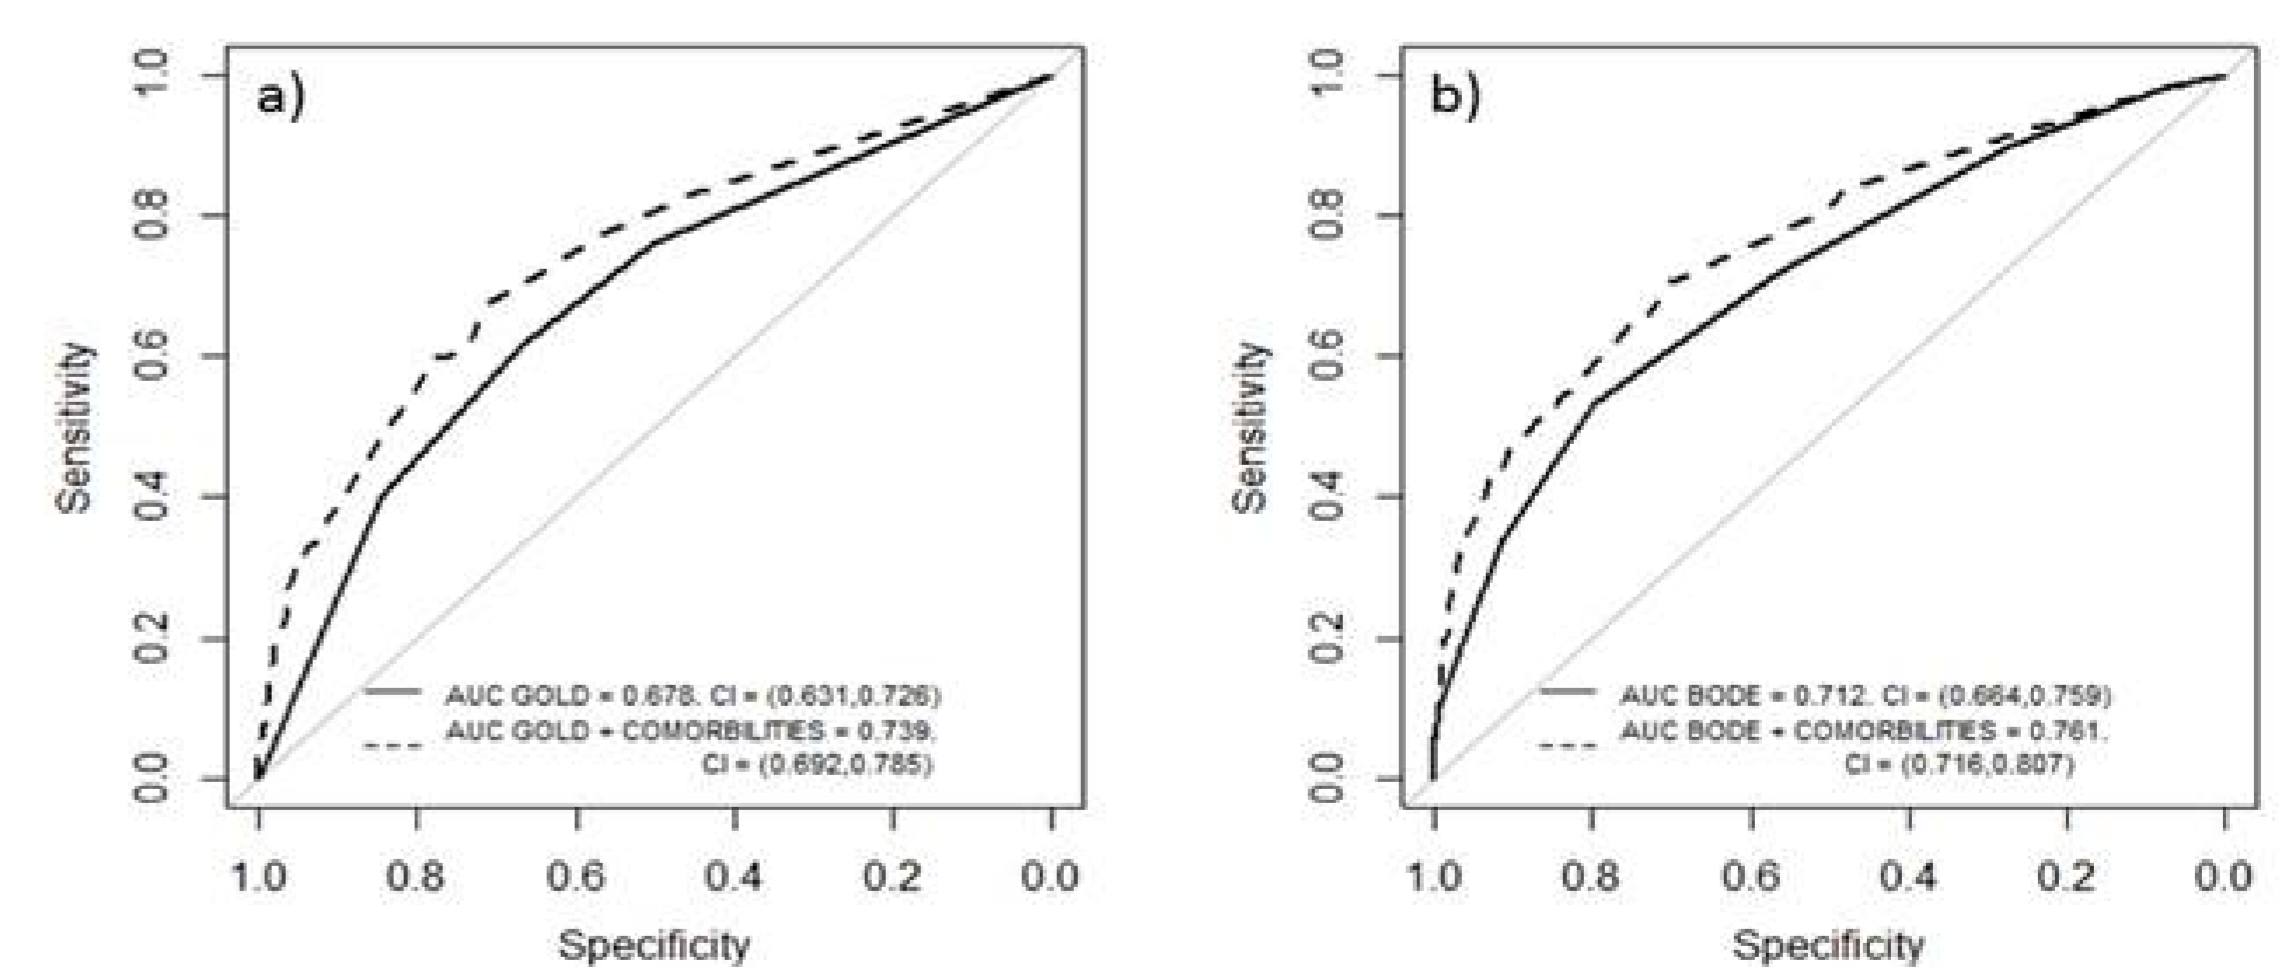 a)
1.0
0.8
0.6
0.4
0.2
0.0
Sensitivity
AUC GOLD = 0.678. CI = (0.631,0.726)
AUC GOLD + COMORBILITIES = 0.739.
CI = (0.692,0.785)
1.0 0.8 0.6 0.4 0.2 0.0
Specificity
b)
1.0
0.8
0.6
0.4
0.2
0.0
Sensitivity
AUC BODE = 0.712. CI = (0.664,0.759)
AUC BODE + COMORBILITIES = 0.761.
CI = (0.716,0.807)
1.0 0.8 0.6 0.4 0.2 0.0
Specificity